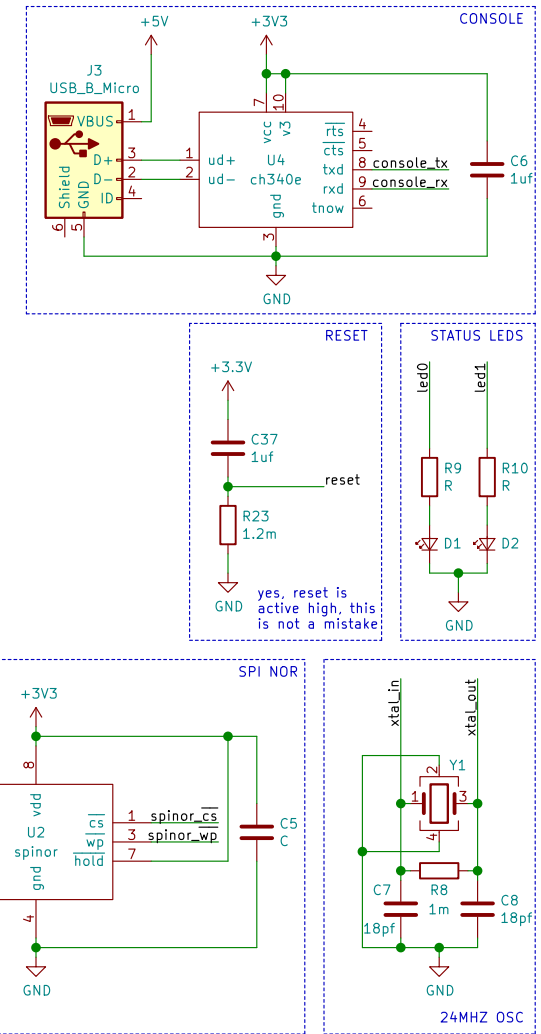 CONSOLE
+5V
+3V3
J3
USB_B_Micro
VBUS
1
D+
3
D-
2
ID
4
Shield
GND
6
5
7
10
vcc
v3
1
ud+
2
ud-
U4
ch340e
gnd
3
rts
4
cts
5
txd
8
console_tx
rxd
9
console_rx
tnow
6
C6
1uf
GND
RESET
+3.3V
C37
1uf
reset
R23
1.2m
GND
yes, reset is
active high, this
is not a mistake
STATUS LEDS
led0
led1
R9
R
R10
R
D1
D2
GND
SPI NOR
+3V3
8
vdd
U2
spinor
gnd
4
cs
1
spinor_cs
wp
3
spinor_wp
hold
7
C5
C
GND
xtal_in
xtal_out
Y1
2
1
3
4
R8
1m
C7
18pf
C8
18pf
GND
24MHZ OSC